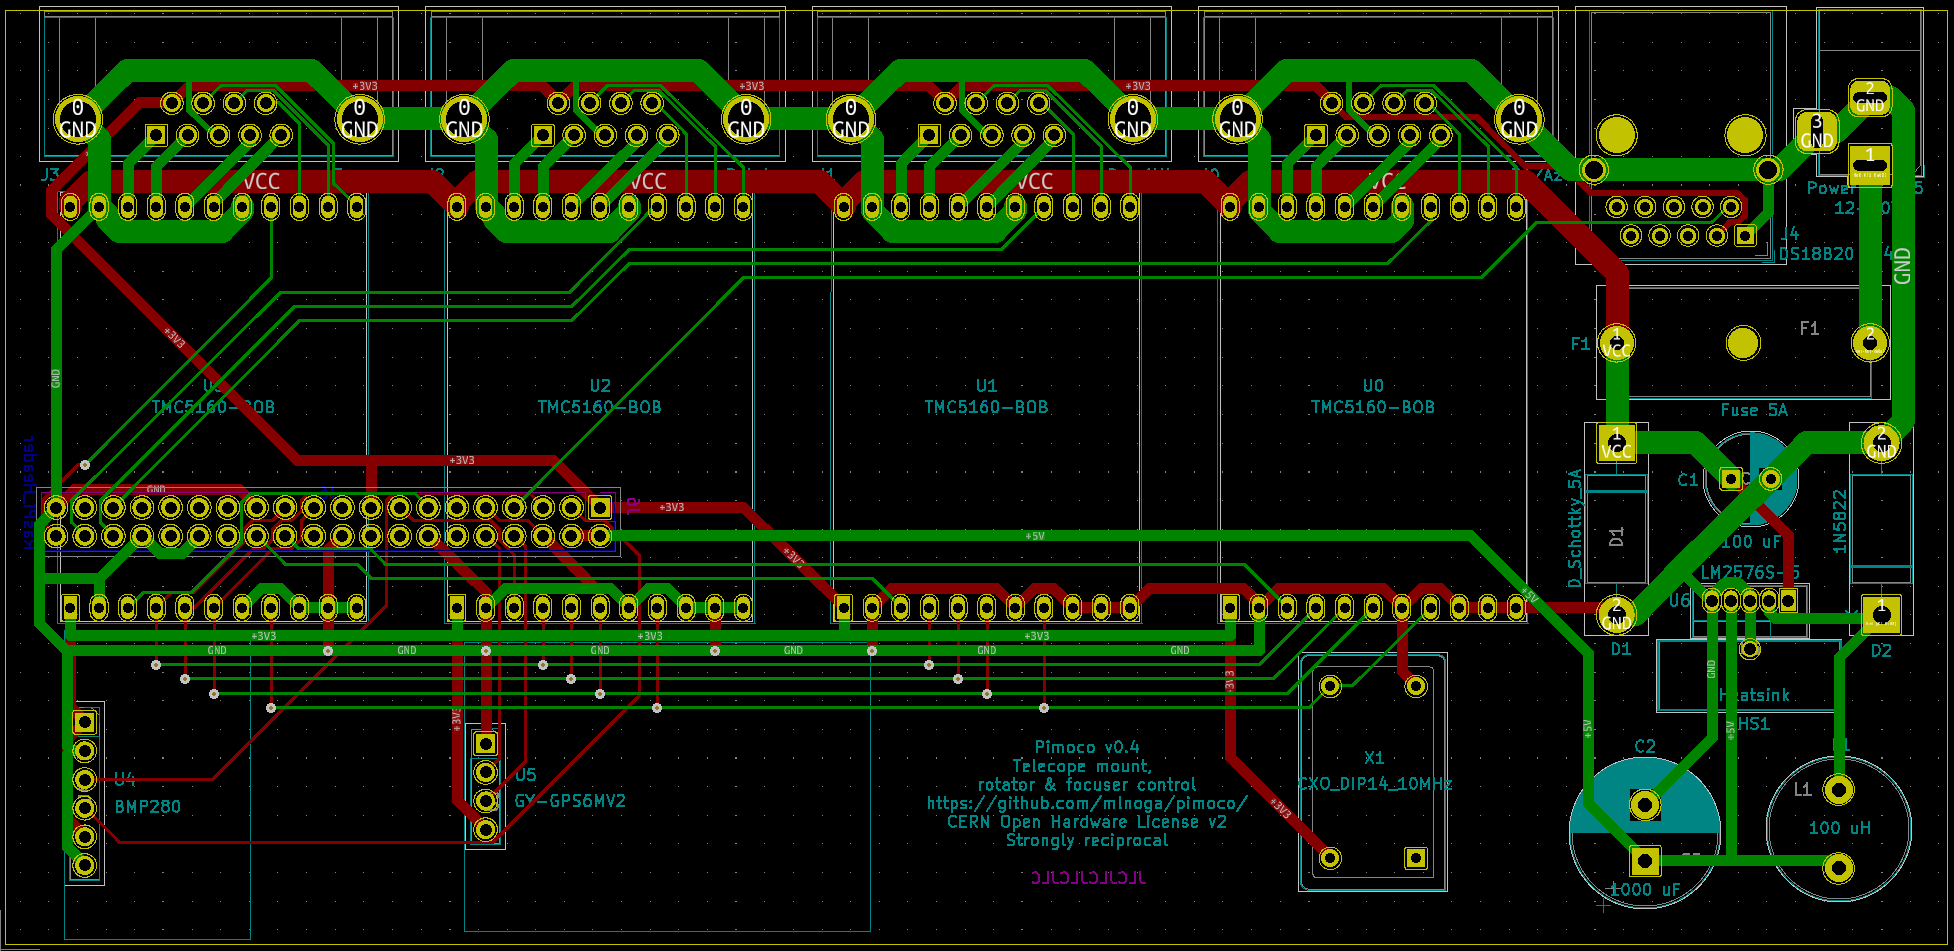 +3V3
+3V3
+3V3
0
GND
0
GND
0
GND
0
GND
0
GND
0
GND
0
GND
0
GND
2
GND
3
GND
1
J3
VCC
VCC
VCC
VCC
Power
12-
J4
DS18B20
GND
+3V3
F1
1
VCC
F1
2
Fuse 5A
GND
U2
TMC5160-BOB
U1
TMC5160-BOB
U0
TMC5160-BOB
TMC5160-BOB
+3V3
GND
+3V3
+5V
+3V3
+5V
1
VCC
2
GND
C1
100 uF
D_Schottky_5A
D1
1N5822
LM2576S-5
U6
2
GND
1
D1
D2
+3V3
+3V3
+3V3
GND
GND
GND
GND
GND
+3V3
+3V3
GND
Heatsink
HS1
+5V
+5V
U4
BMP280
U5
GY-GPS6MV2
Pimoco v0.4
Telecope mount,
rotator & focuser control
https://github.com/mlnoga/pimoco/
CERN Open Hardware License v2
Strongly reciprocal
JLCJLCJLCJLC
X1
CXO_DIP14_10MHz
+3V3
C2
1000 uF
L1
100 uH